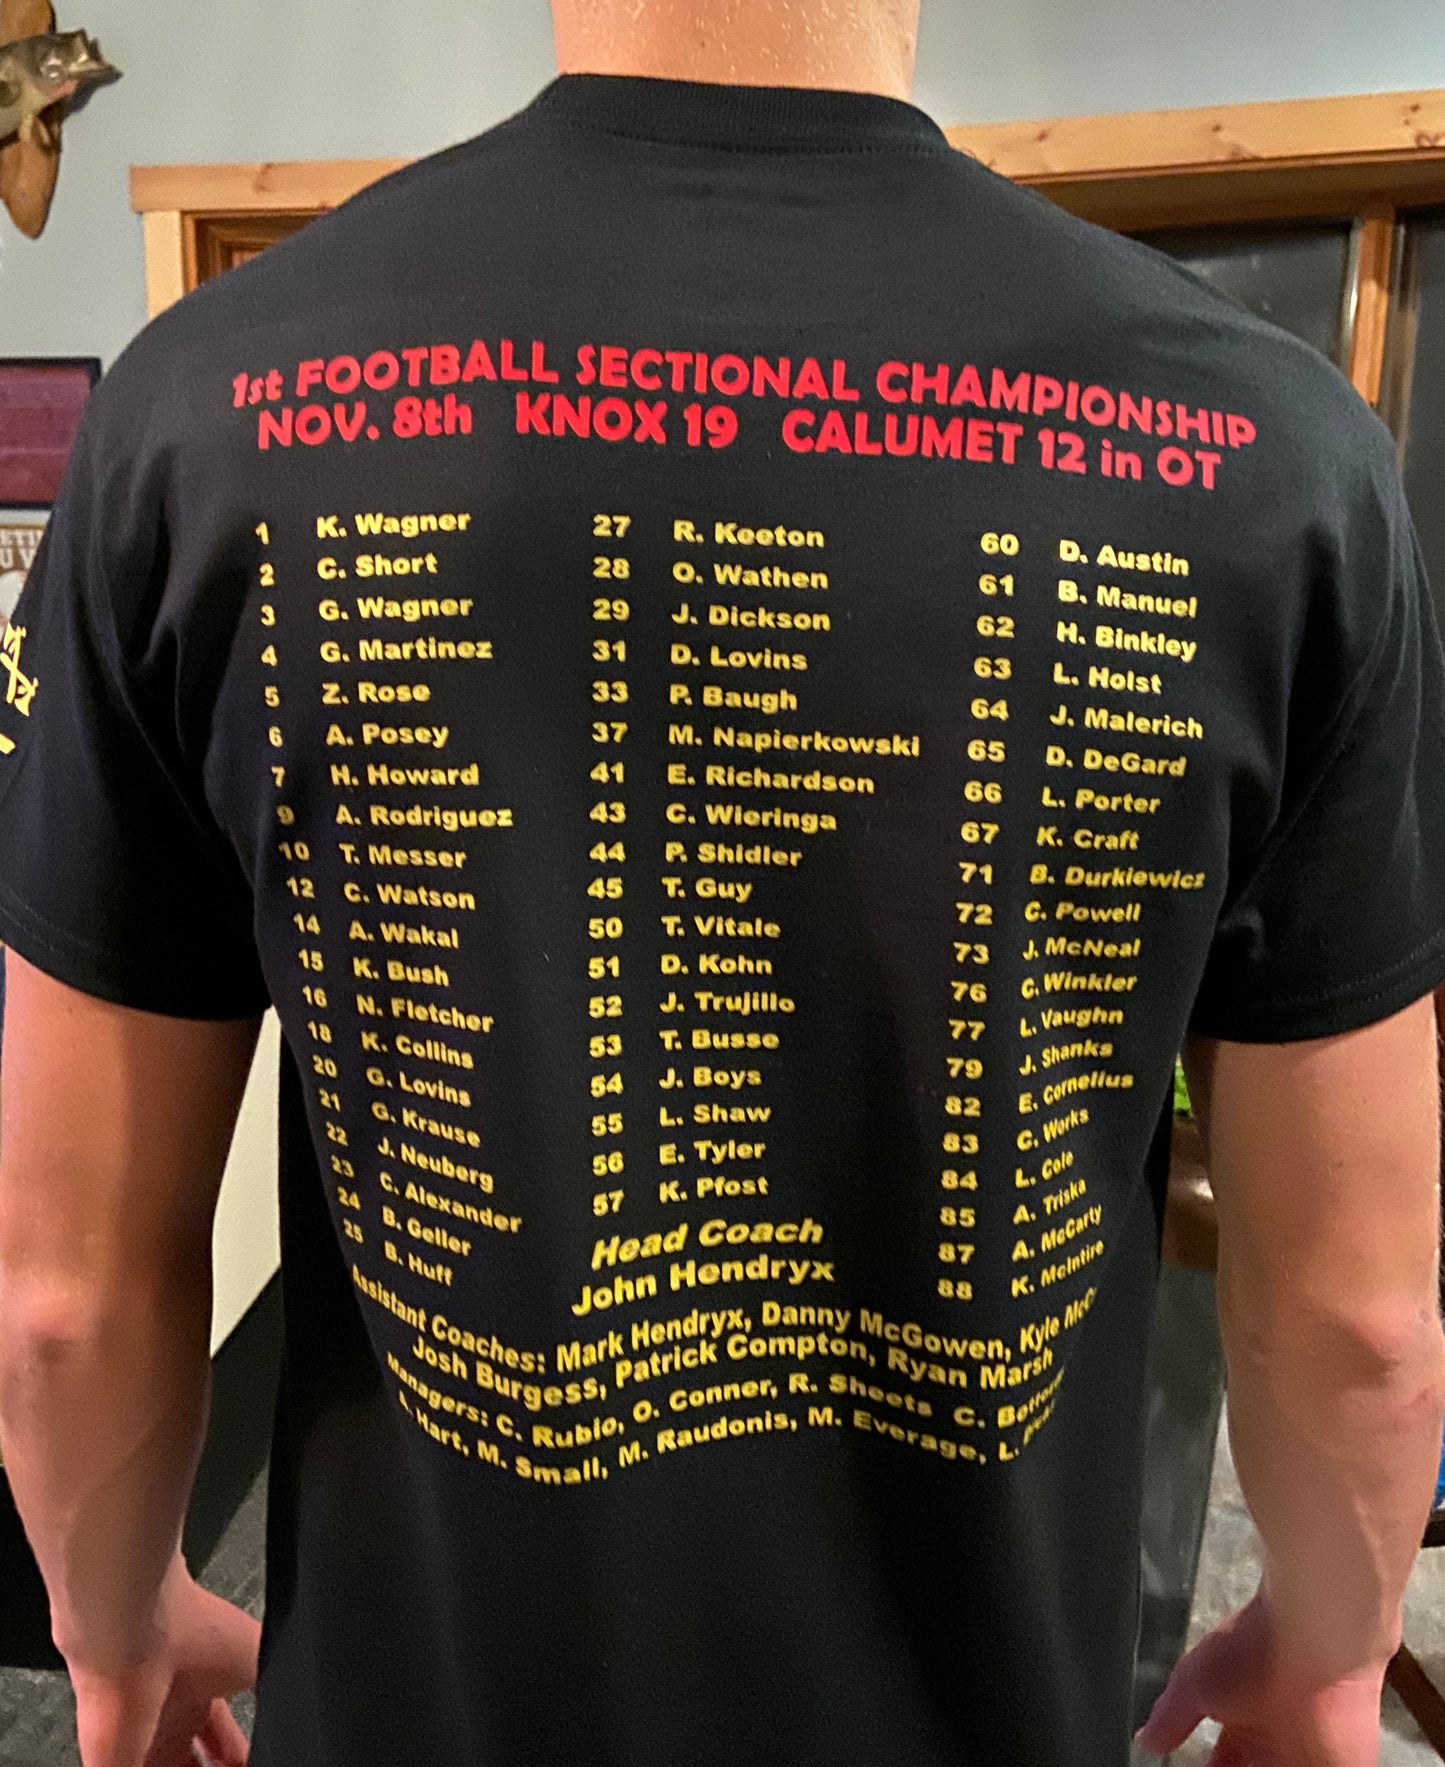 1st FOOTBALL SECTIONAL CHAMPIONSHIP
NOV. 8th KNOX 19 CALUMET 12 in OT
1 K. Wagner
2 C. Short
3 G. Wagner
4 G. Martinez
5 Z. Rose
6 A. Posey
7 H. Howard
9 A. Rodriguez
10 T. Messer
12 C. Watson
14 A. Wakal
15 K. Bush
16 N. Fletcher
18 K. Collins
20 G. Lovins
21 G. Krause
22 J. Neuberg
23 C. Alexander
24 B. Geller
25 B. Huff
27 R. Keeton
28 O. Wathen
29 J. Dickson
31 D. Lovins
33 P. Baugh
37 M. Napierkowski
41 E. Richardson
43 C. Wieringa
44 P. Shidler
45 T. Guy
50 T. Vitale
51 D. Kohn
52 J. Trujillo
53 T. Busse
54 J. Boys
55 L. Shaw
56 E. Tyler
57 K. Pfost
60 D. Austin
61 B. Manuel
62 H. Binkley
63 L. Holst
64 J. Malerich
65 D. DeGard
66 L. Porter
67 K. Craft
71 B. Durkiewicz
72 C. Powell
73 J. McNeal
76 C. Winkler
77 L. Vaughn
79 J. Shanks
82 E. Cornelius
83 C. Works
84 L. Cole
85 A. Triska
87 A. McCarty
88 K. McIntire
Head Coach
John Hendryx
Assistant Coaches: Mark Hendryx, Danny McGowen, Kyle
Josh Burgess, Patrick Compton, Ryan Marsh
Managers: C. Rubio, O. Conner, R. Sheets C.
A. Hart, M. Small, M. Raudonis, M. Everage, L.